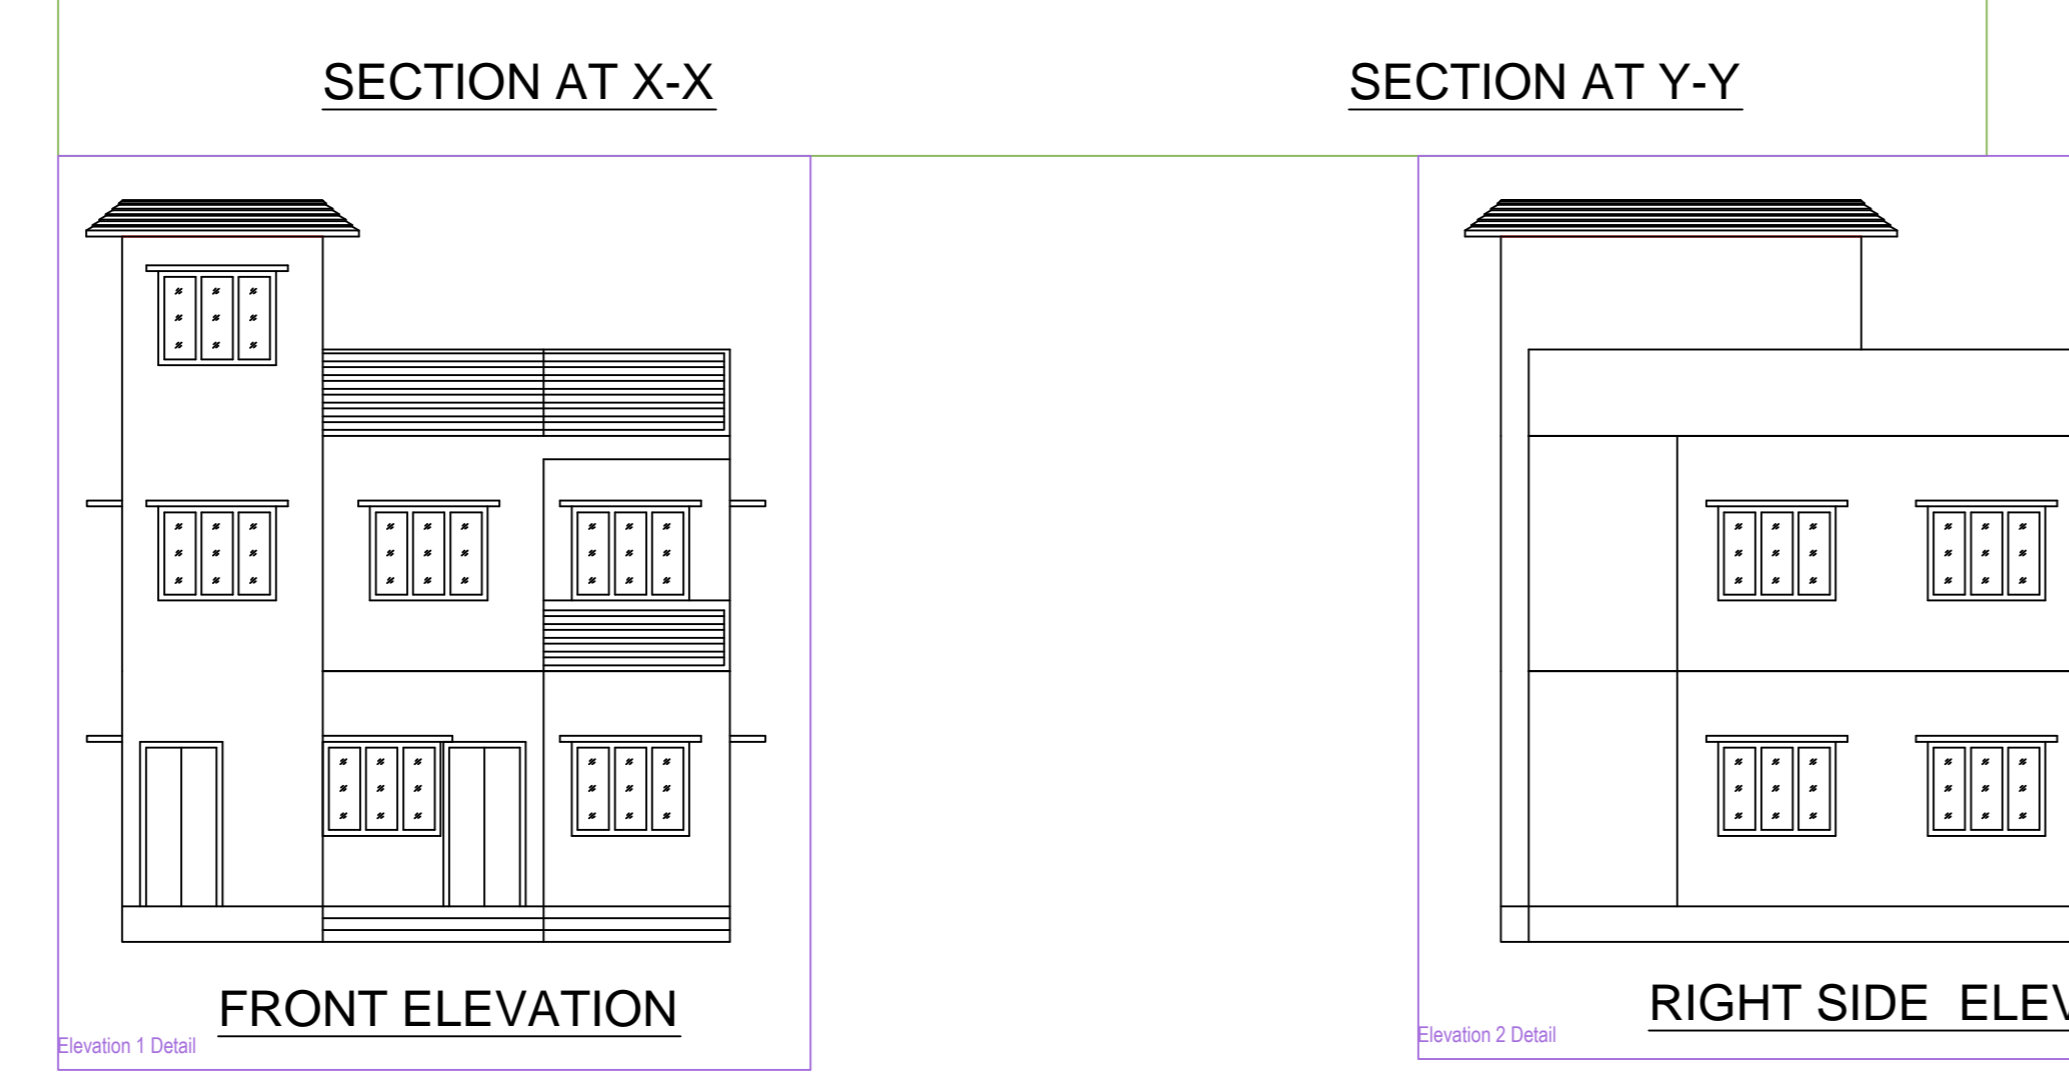 SECTION AT X-X
SECTION AT Y-Y
FRONT ELEVATION
Elevation 1 Detail
RIGHT SIDE  ELEV
Elevation 2 Detail